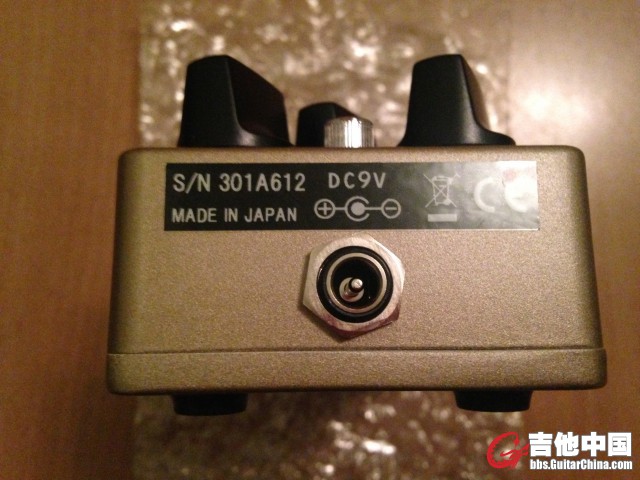 S/N 301A612 DC9V
MADE IN JAPAN
CE
吉他中国
bbs.GuitarChina.com